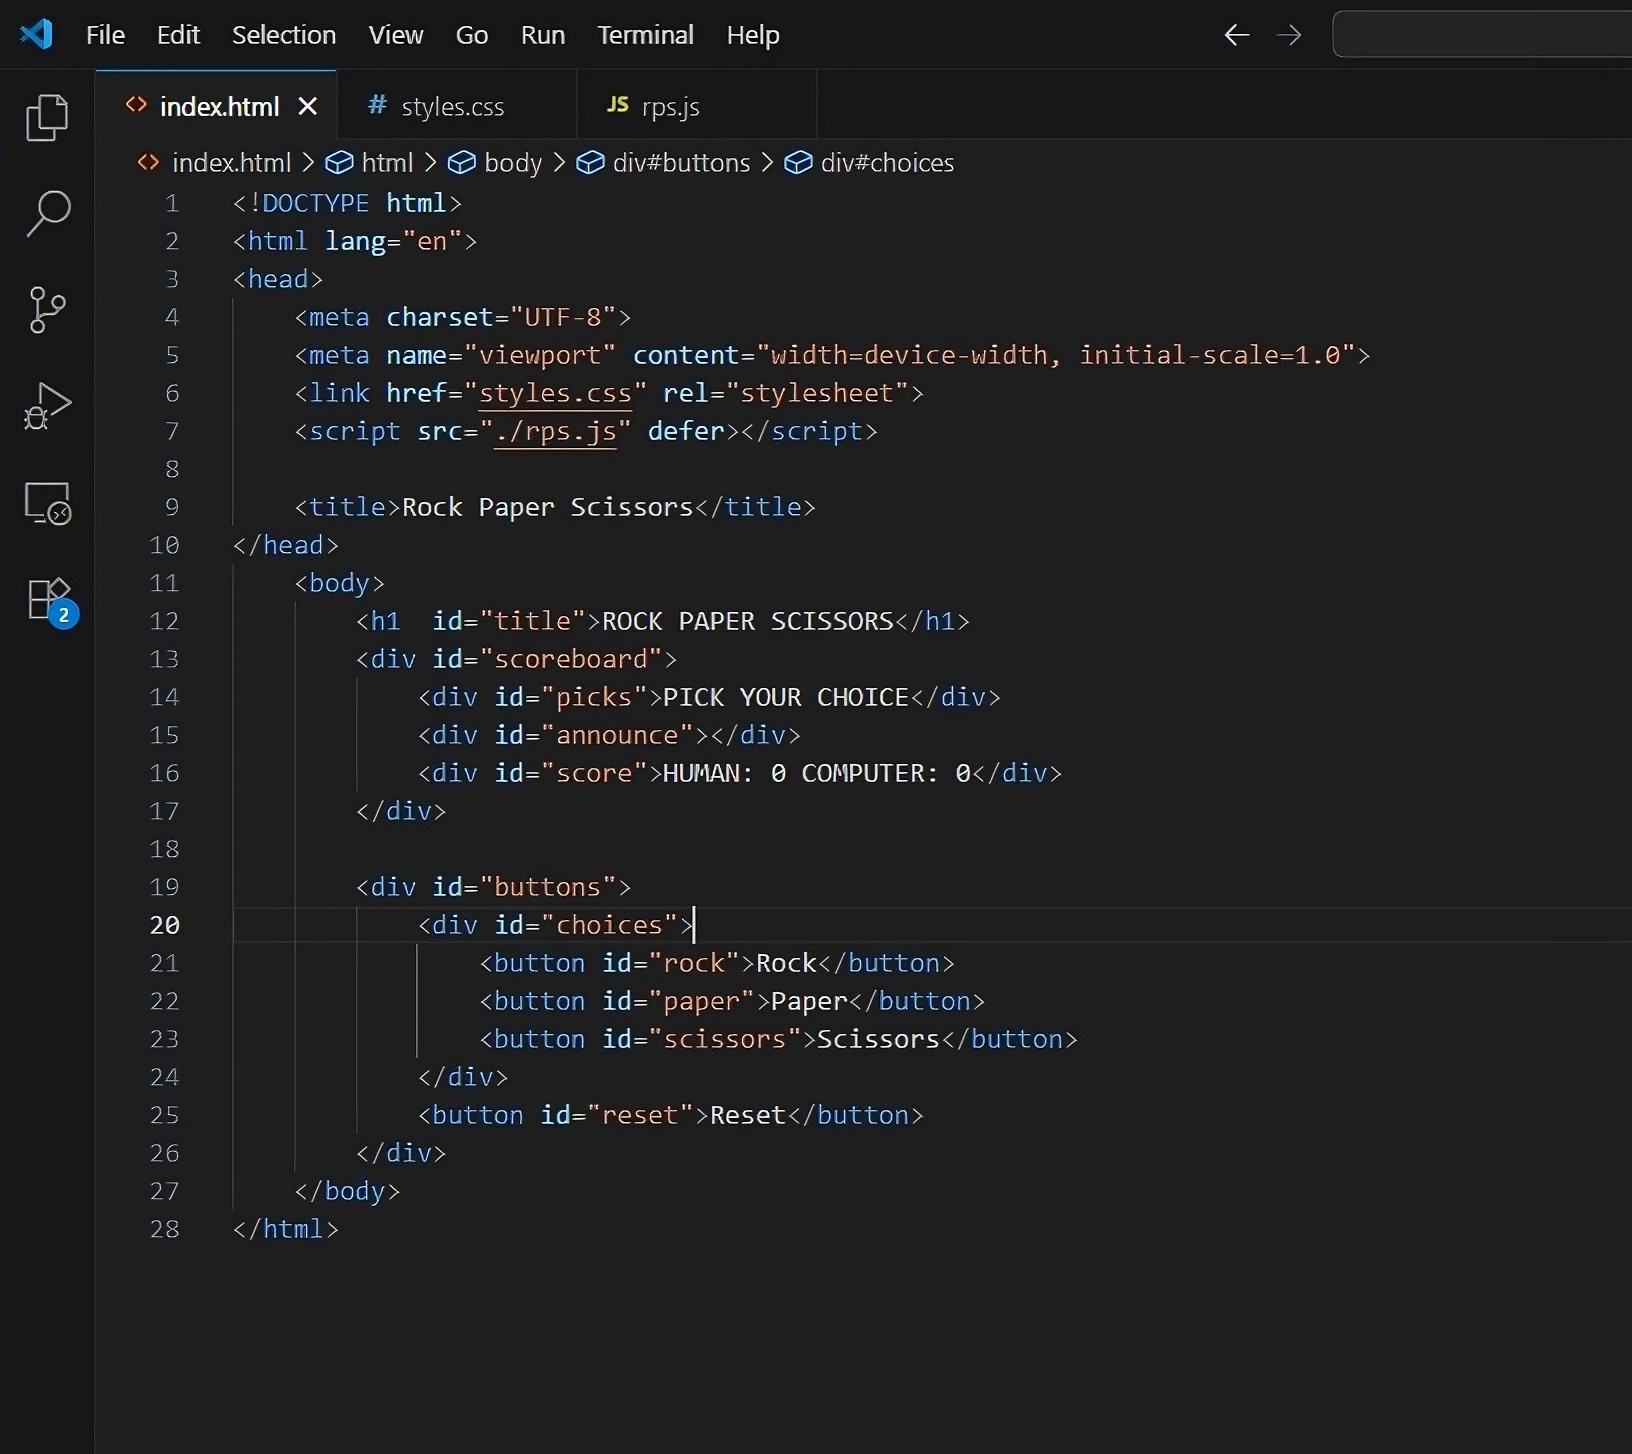 File Edit Selection View Go Run Terminal Help
index.html styles.css JS rps.js
index.html > html > body > div#buttons > div#choices
1 <!DOCTYPE html>
2 <html lang="en">
3 <head>
4     <meta charset="UTF-8">
5     <meta name="viewport" content="width=device-width, initial-scale=1.0">
6     <link href="styles.css" rel="stylesheet">
7     <script src="./rps.js" defer></script>
8
9     <title>Rock Paper Scissors</title>
10 </head>
11     <body>
12         <h1  id="title">ROCK PAPER SCISSORS</h1>
13         <div id="scoreboard">
14             <div id="picks">PICK YOUR CHOICE</div>
15             <div id="announce"></div>
16             <div id="score">HUMAN: 0 COMPUTER: 0</div>
17         </div>
18
19         <div id="buttons">
20             <div id="choices">
21                 <button id="rock">Rock</button>
22                 <button id="paper">Paper</button>
23                 <button id="scissors">Scissors</button>
24             </div>
25             <button id="reset">Reset</button>
26         </div>
27     </body>
28 </html>
2